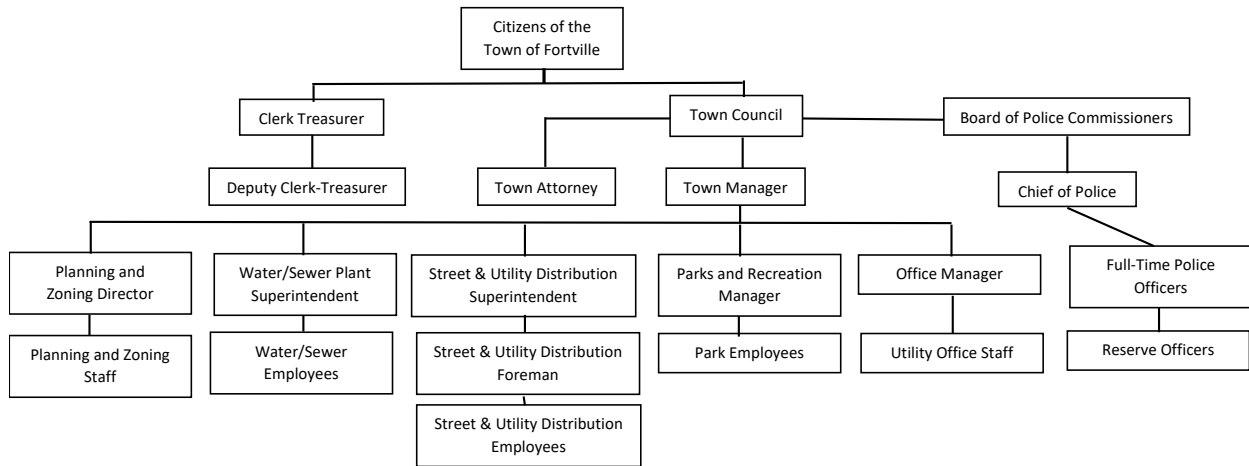 Citizens of the
Town of Fortville
Clerk Treasurer
Town Council
Board of Police Commissioners
Deputy Clerk-Treasurer
Town Attorney
Town Manager
Chief of Police
Planning and
Zoning Director
Water/Sewer Plant
Superintendent
Street & Utility Distribution
Superintendent
Parks and Recreation
Manager
Office Manager
Full-Time Police
Officers
Planning and Zoning
Staff
Water/Sewer
Employees
Street & Utility Distribution
Foreman
Park Employees
Utility Office Staff
Reserve Officers
Street & Utility Distribution
Employees